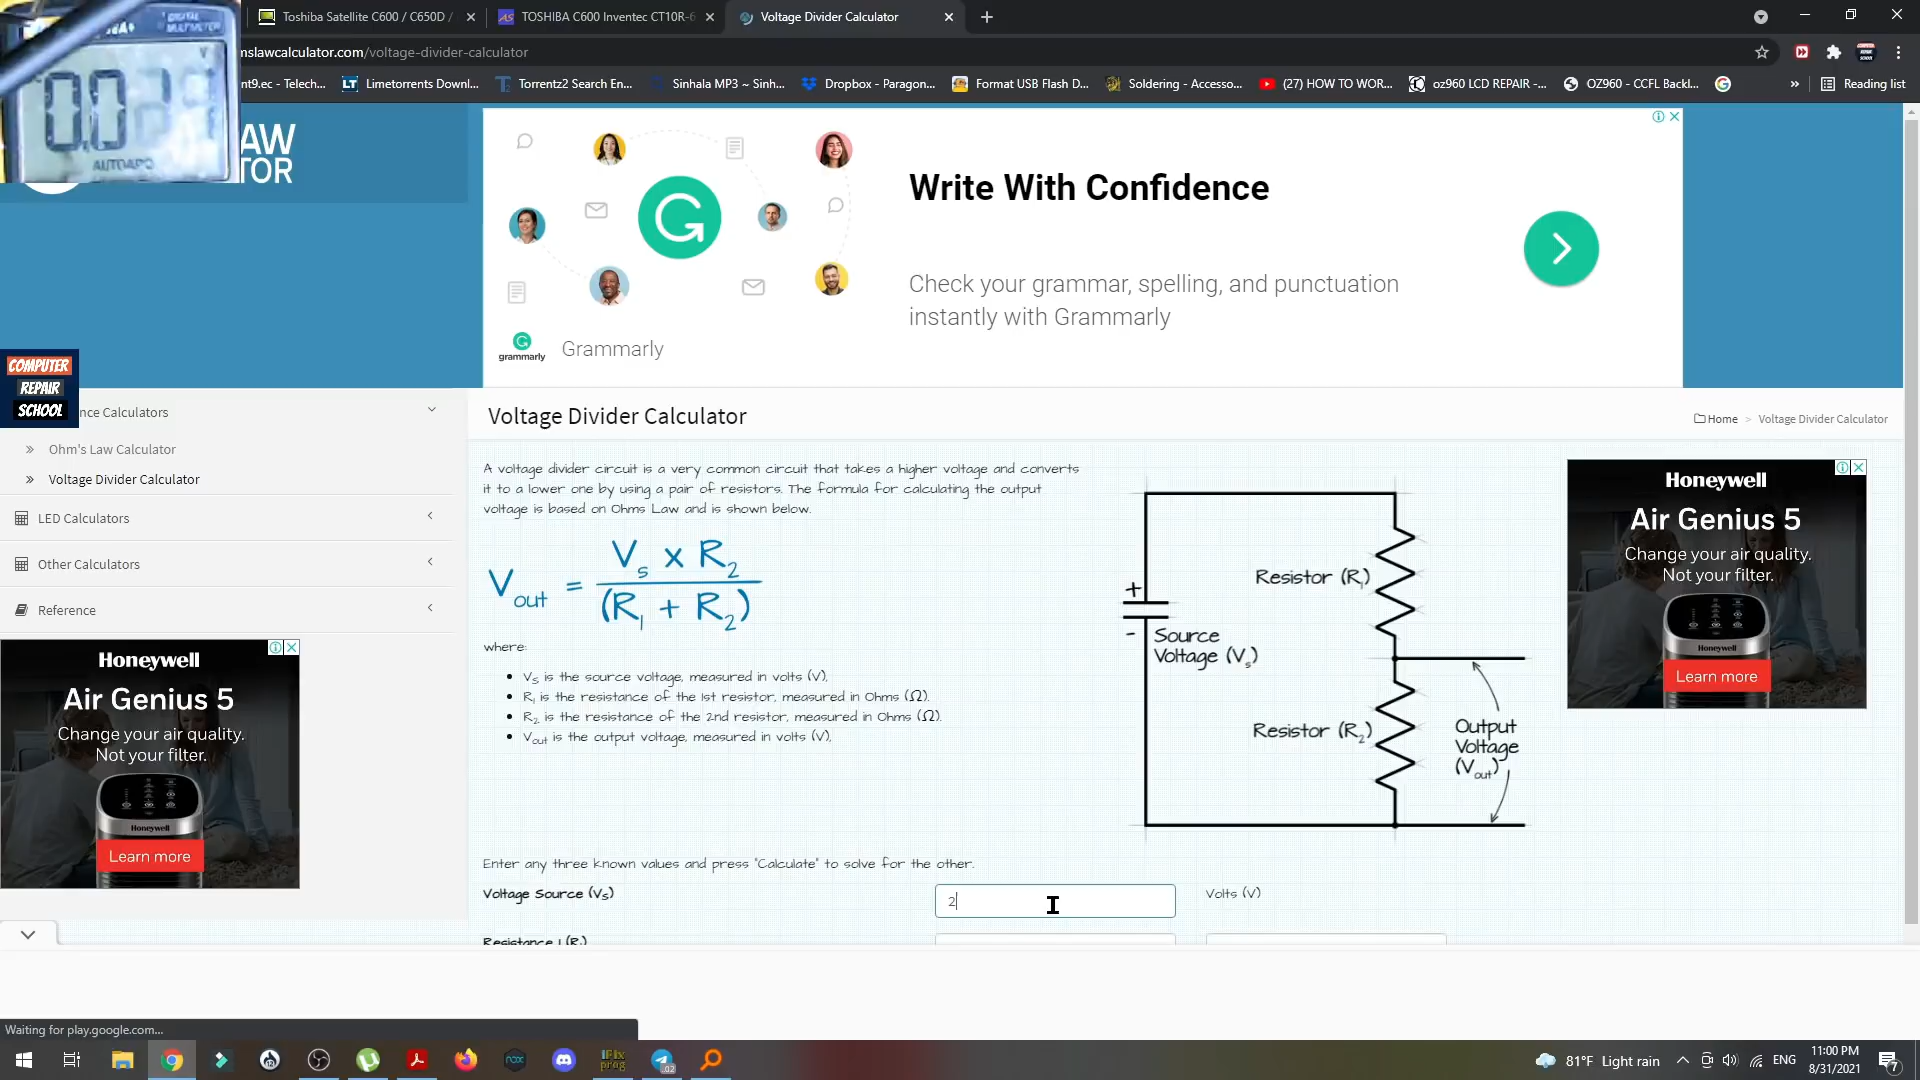 Toshiba Satellite C600 / C650D /
TOSHIBA C600 Inventec CT10R-6
Voltage Divider Calculator
mslawcalculator.com/voltage-divider-calculator
DIGITAL
MULTIMETER
V
AUTOAPO
nt9.ec - Telech...
Limetorrents Downl...
Torrentz2 Search En...
Sinhala MP3 ~ Sinh...
Dropbox - Paragon...
Format USB Flash D...
Soldering - Accesso...
(27) HOW TO WOR...
oz960 LCD REPAIR -...
OZ960 - CCFL Backl...
»
Reading list
AW
TOR
Write With Confidence
Check your grammar, spelling, and punctuation
instantly with Grammarly
grammarly
Grammarly
COMPUTER
REPAIR
SCHOOL
nce Calculators
» Ohm's Law Calculator
» Voltage Divider Calculator
LED Calculators
Other Calculators
Reference
Voltage Divider Calculator
Home > Voltage Divider Calculator
A voltage divider circuit is a very common circuit that takes a higher voltage and converts
it to a lower one by using a pair of resistors. The formula for calculating the output
voltage is based on Ohms Law and is shown below.
Vout = Vs x R2 / (R1 + R2)
where:
• VS is the source voltage, measured in volts (V),
• R1 is the resistance of the 1st resistor, measured in Ohms (Ω).
• R2 is the resistance of the 2nd resistor, measured in Ohms (Ω).
• Vout is the output voltage, measured in volts (V),
+
-
Source
Voltage (Vs)
Resistor (R1)
Resistor (R2)
Output
Voltage
(Vout)
Honeywell
Air Genius 5
Change your air quality.
Not your filter.
Honeywell
Learn more
Honeywell
Air Genius 5
Change your air quality.
Not your filter.
Honeywell
Learn more
Enter any three known values and press "Calculate" to solve for the other.
Voltage Source (VS)
2
Volts (V)
Resistance 1 (R1)
Waiting for play.google.com...
81°F Light rain
ENG
11:00 PM
8/31/2021
7